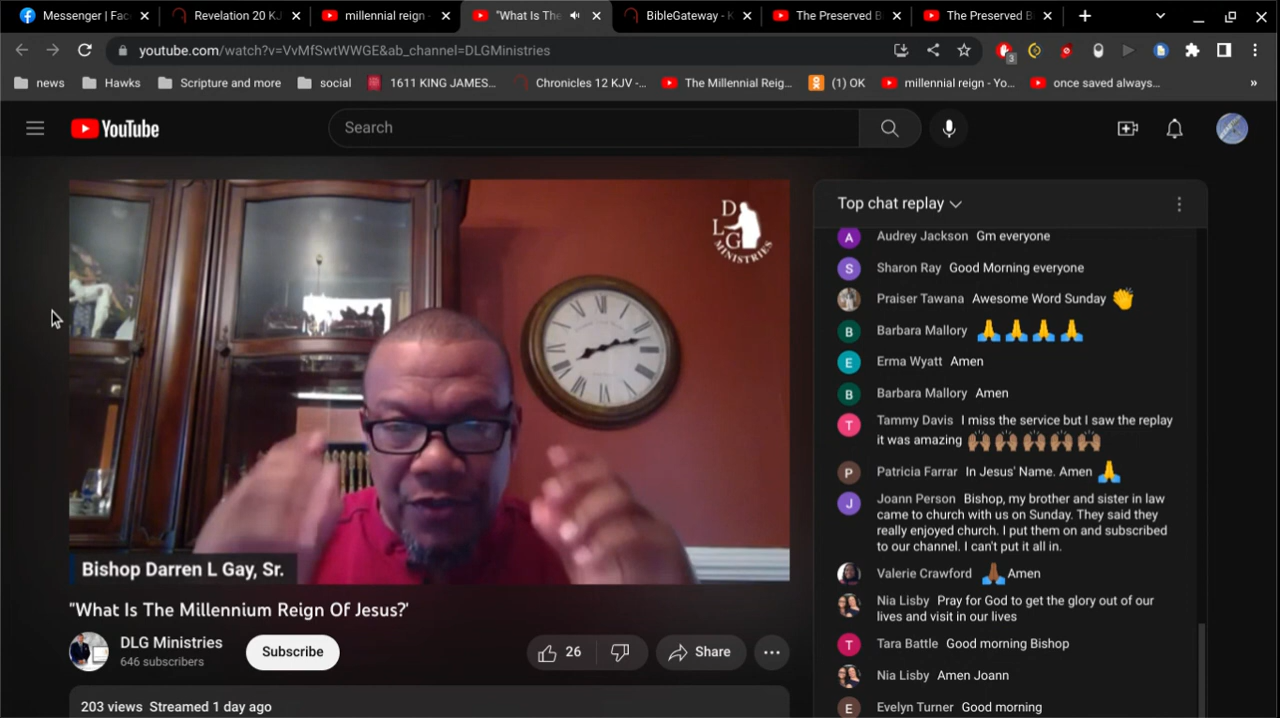 Messenger | Fac
Revelation 20 KJ
millennial reign -
"What Is The
BibleGateway - K
The Preserved B
The Preserved B
youtube.com/watch?v=VvMfSwtWWGE&ab_channel=DLGMinistries
3
news
Hawks
Scripture and more
social
1611 KING JAMES...
Chronicles 12 KJV -...
The Millennial Reig...
(1) OK
millennial reign - Yo...
once saved always...
»
YouTube
Search
DLG
MINISTRIES
Bishop Darren L Gay, Sr.
"What Is The Millennium Reign Of Jesus?'
DLG Ministries
646 subscribers
Subscribe
26
Share
203 views Streamed 1 day ago
Top chat replay
A Audrey Jackson Gm everyone
S Sharon Ray Good Morning everyone
Praiser Tawana Awesome Word Sunday 👏
B Barbara Mallory 🙏🙏🙏🙏
E Erma Wyatt Amen
B Barbara Mallory Amen
T Tammy Davis I miss the service but I saw the replay
it was amazing 🙌🏽🙌🏽🙌🏽🙌🏽🙌🏽
P Patricia Farrar In Jesus' Name. Amen 🙏
J Joann Person Bishop, my brother and sister in law
came to church with us on Sunday. They said they
really enjoyed church. I put them on and subscribed
to our channel. I can't put it all in.
Valerie Crawford 🙏🏾Amen
Nia Lisby Pray for God to get the glory out of our
lives and visit in our lives
T Tara Battle Good morning Bishop
Nia Lisby Amen Joann
E Evelyn Turner Good morning